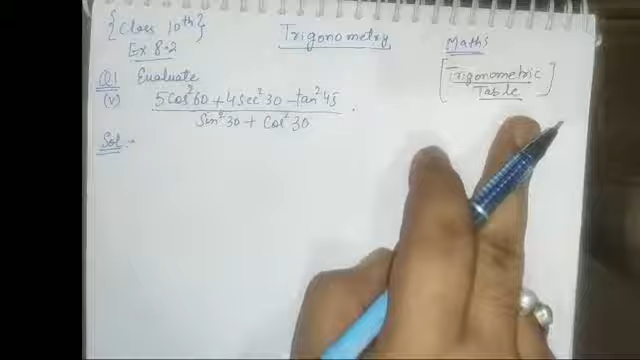 {Class 10th} Trigonometry Maths
Ex 8.2 [Trigonometric Table]
Q1 Evaluate
(v) 5cos²60 + 4sec²30 - tan²45
sin²30 + cos²30 .
Sol:-